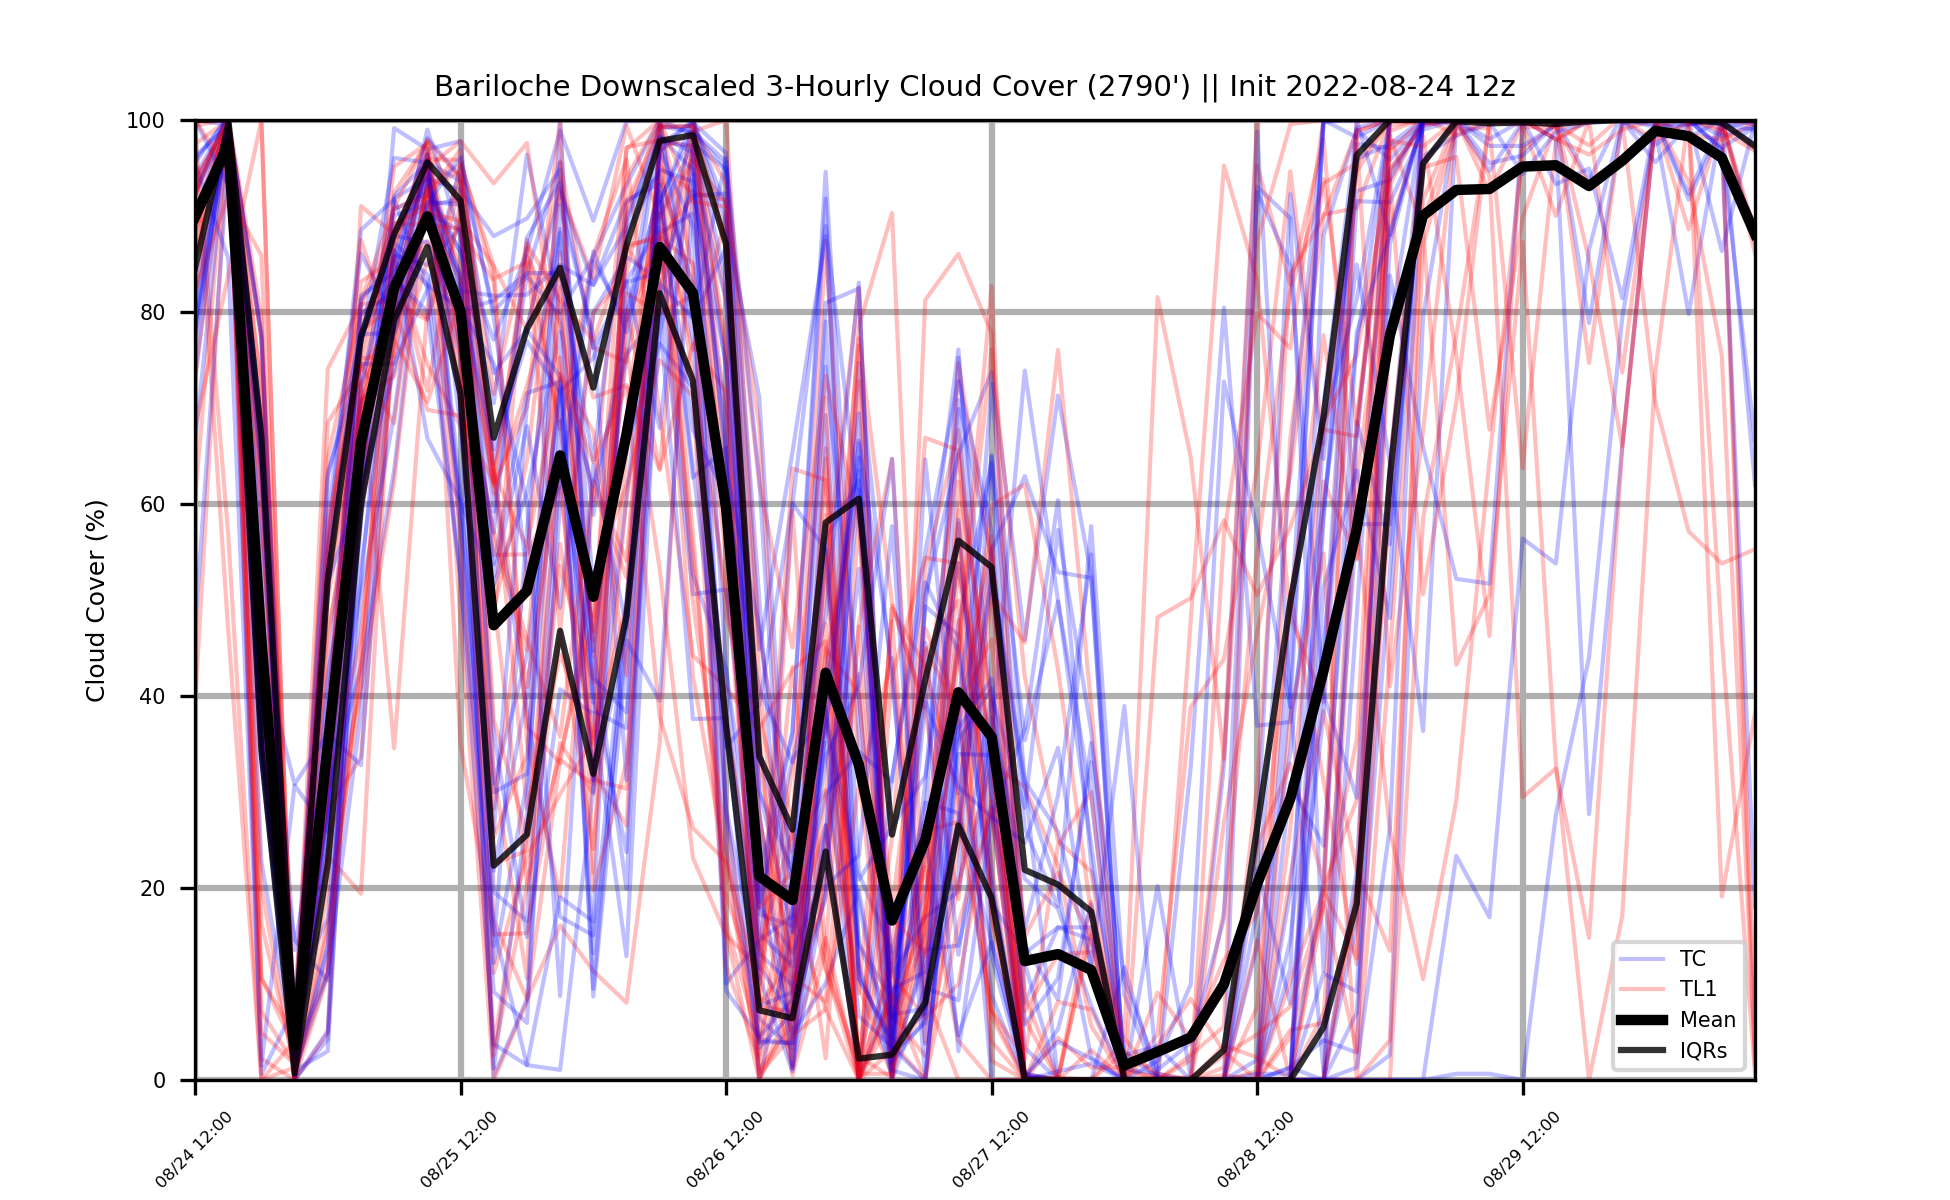 Bariloche Downscaled 3-Hourly Cloud Cover (2790') || Init 2022-08-24 12z
Cloud Cover (%)
100
80
60
40
20
0
08/24 12:00
08/25 12:00
08/26 12:00
08/27 12:00
08/28 12:00
08/29 12:00
TC
TL1
Mean
IQRs